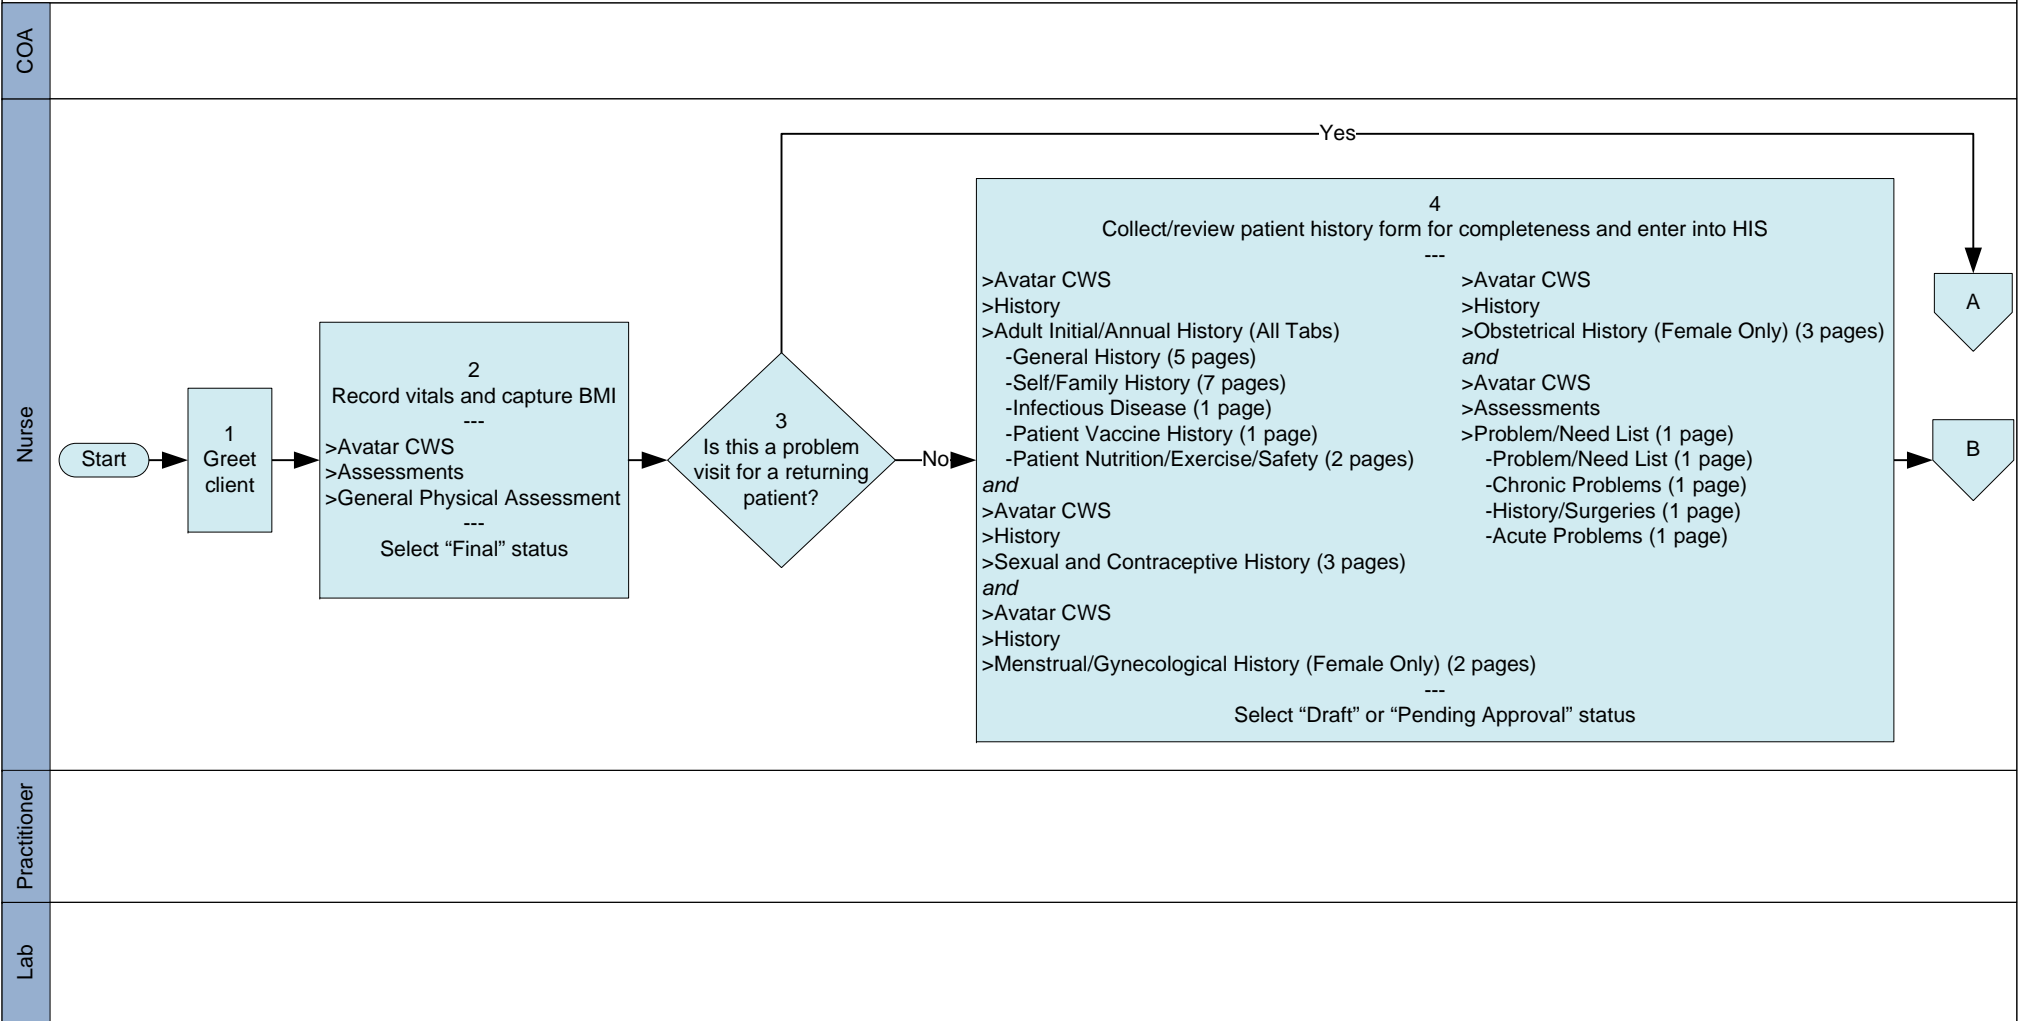 COA
Nurse
Practitioner
Lab
Start
1
Greet
client
2
Record vitals and capture BMI
---
>Avatar CWS
>Assessments
>General Physical Assessment
---
Select “Final” status
3
Is this a problem
visit for a returning
patient?
Yes
No
4
Collect/review patient history form for completeness and enter into HIS
---
>Avatar CWS
>History
>Adult Initial/Annual History (All Tabs)
-General History (5 pages)
-Self/Family History (7 pages)
-Infectious Disease (1 page)
-Patient Vaccine History (1 page)
-Patient Nutrition/Exercise/Safety (2 pages)
and
>Avatar CWS
>History
>Sexual and Contraceptive History (3 pages)
and
>Avatar CWS
>History
>Menstrual/Gynecological History (Female Only) (2 pages)
>Avatar CWS
>History
>Obstetrical History (Female Only) (3 pages)
and
>Avatar CWS
>Assessments
>Problem/Need List (1 page)
-Problem/Need List (1 page)
-Chronic Problems (1 page)
-History/Surgeries (1 page)
-Acute Problems (1 page)
---
Select “Draft” or “Pending Approval” status
A
B